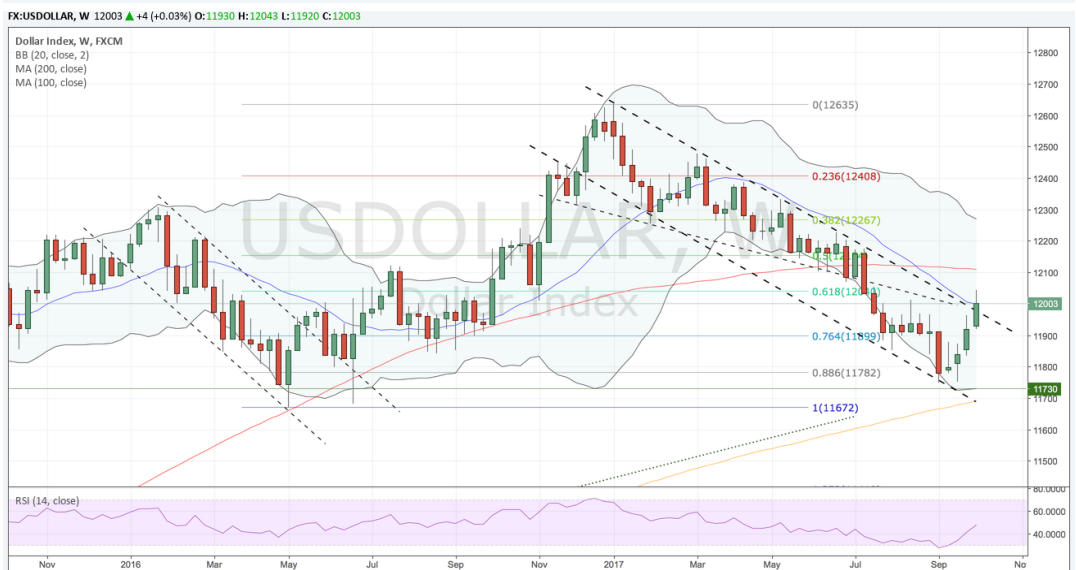 FX:USDOLLAR, W 12003 ▲ +4 (+0.03%) O:11930 H:12043 L:11920 C:12003
Dollar Index, W, FXCM
BB (20, close, 2)
MA (200, close)
MA (100, close)
USDOLLAR, W
Dollar Index
0(12635)
0.236(12408)
0.382(12267)
0.618(12040)
0.764(11899)
0.886(11782)
1(11672)
12800
12700
12600
12500
12400
12300
12200
12100
12003
11900
11800
11730
11700
11600
11500
RSI (14, close)
80.0000
60.0000
40.0000
Nov 2016 Mar May Jul Sep Nov 2017 Mar May Jul Sep No